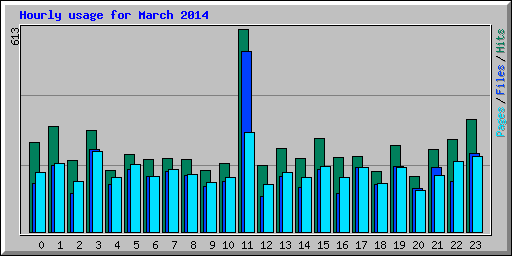 Hourly usage for March 2014
613
Pages / Files / Hits
0 1 2 3 4 5 6 7 8 9 10 11 12 13 14 15 16 17 18 19 20 21 22 23